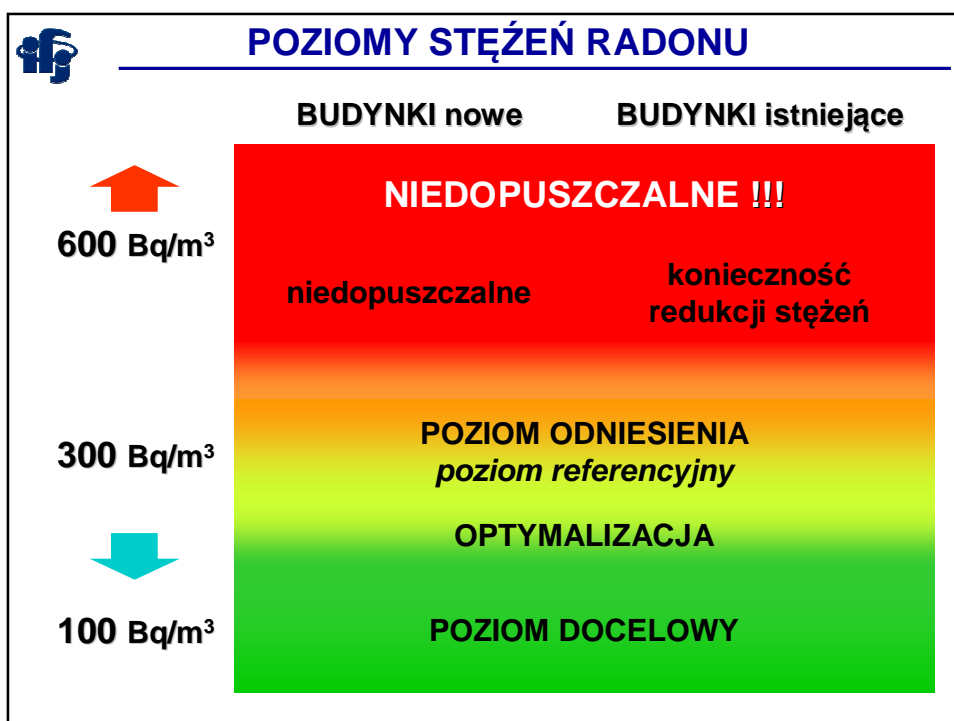 ifj
POZIOMY STĘŻEŃ RADONU
BUDYNKI nowe
BUDYNKI istniejące
NIEDOPUSZCZALNE !!!
600 Bq/m³
niedopuszczalne
konieczność
redukcji stężeń
300 Bq/m³
POZIOM ODNIESIENIA
poziom referencyjny
OPTYMALIZACJA
100 Bq/m³
POZIOM DOCELOWY